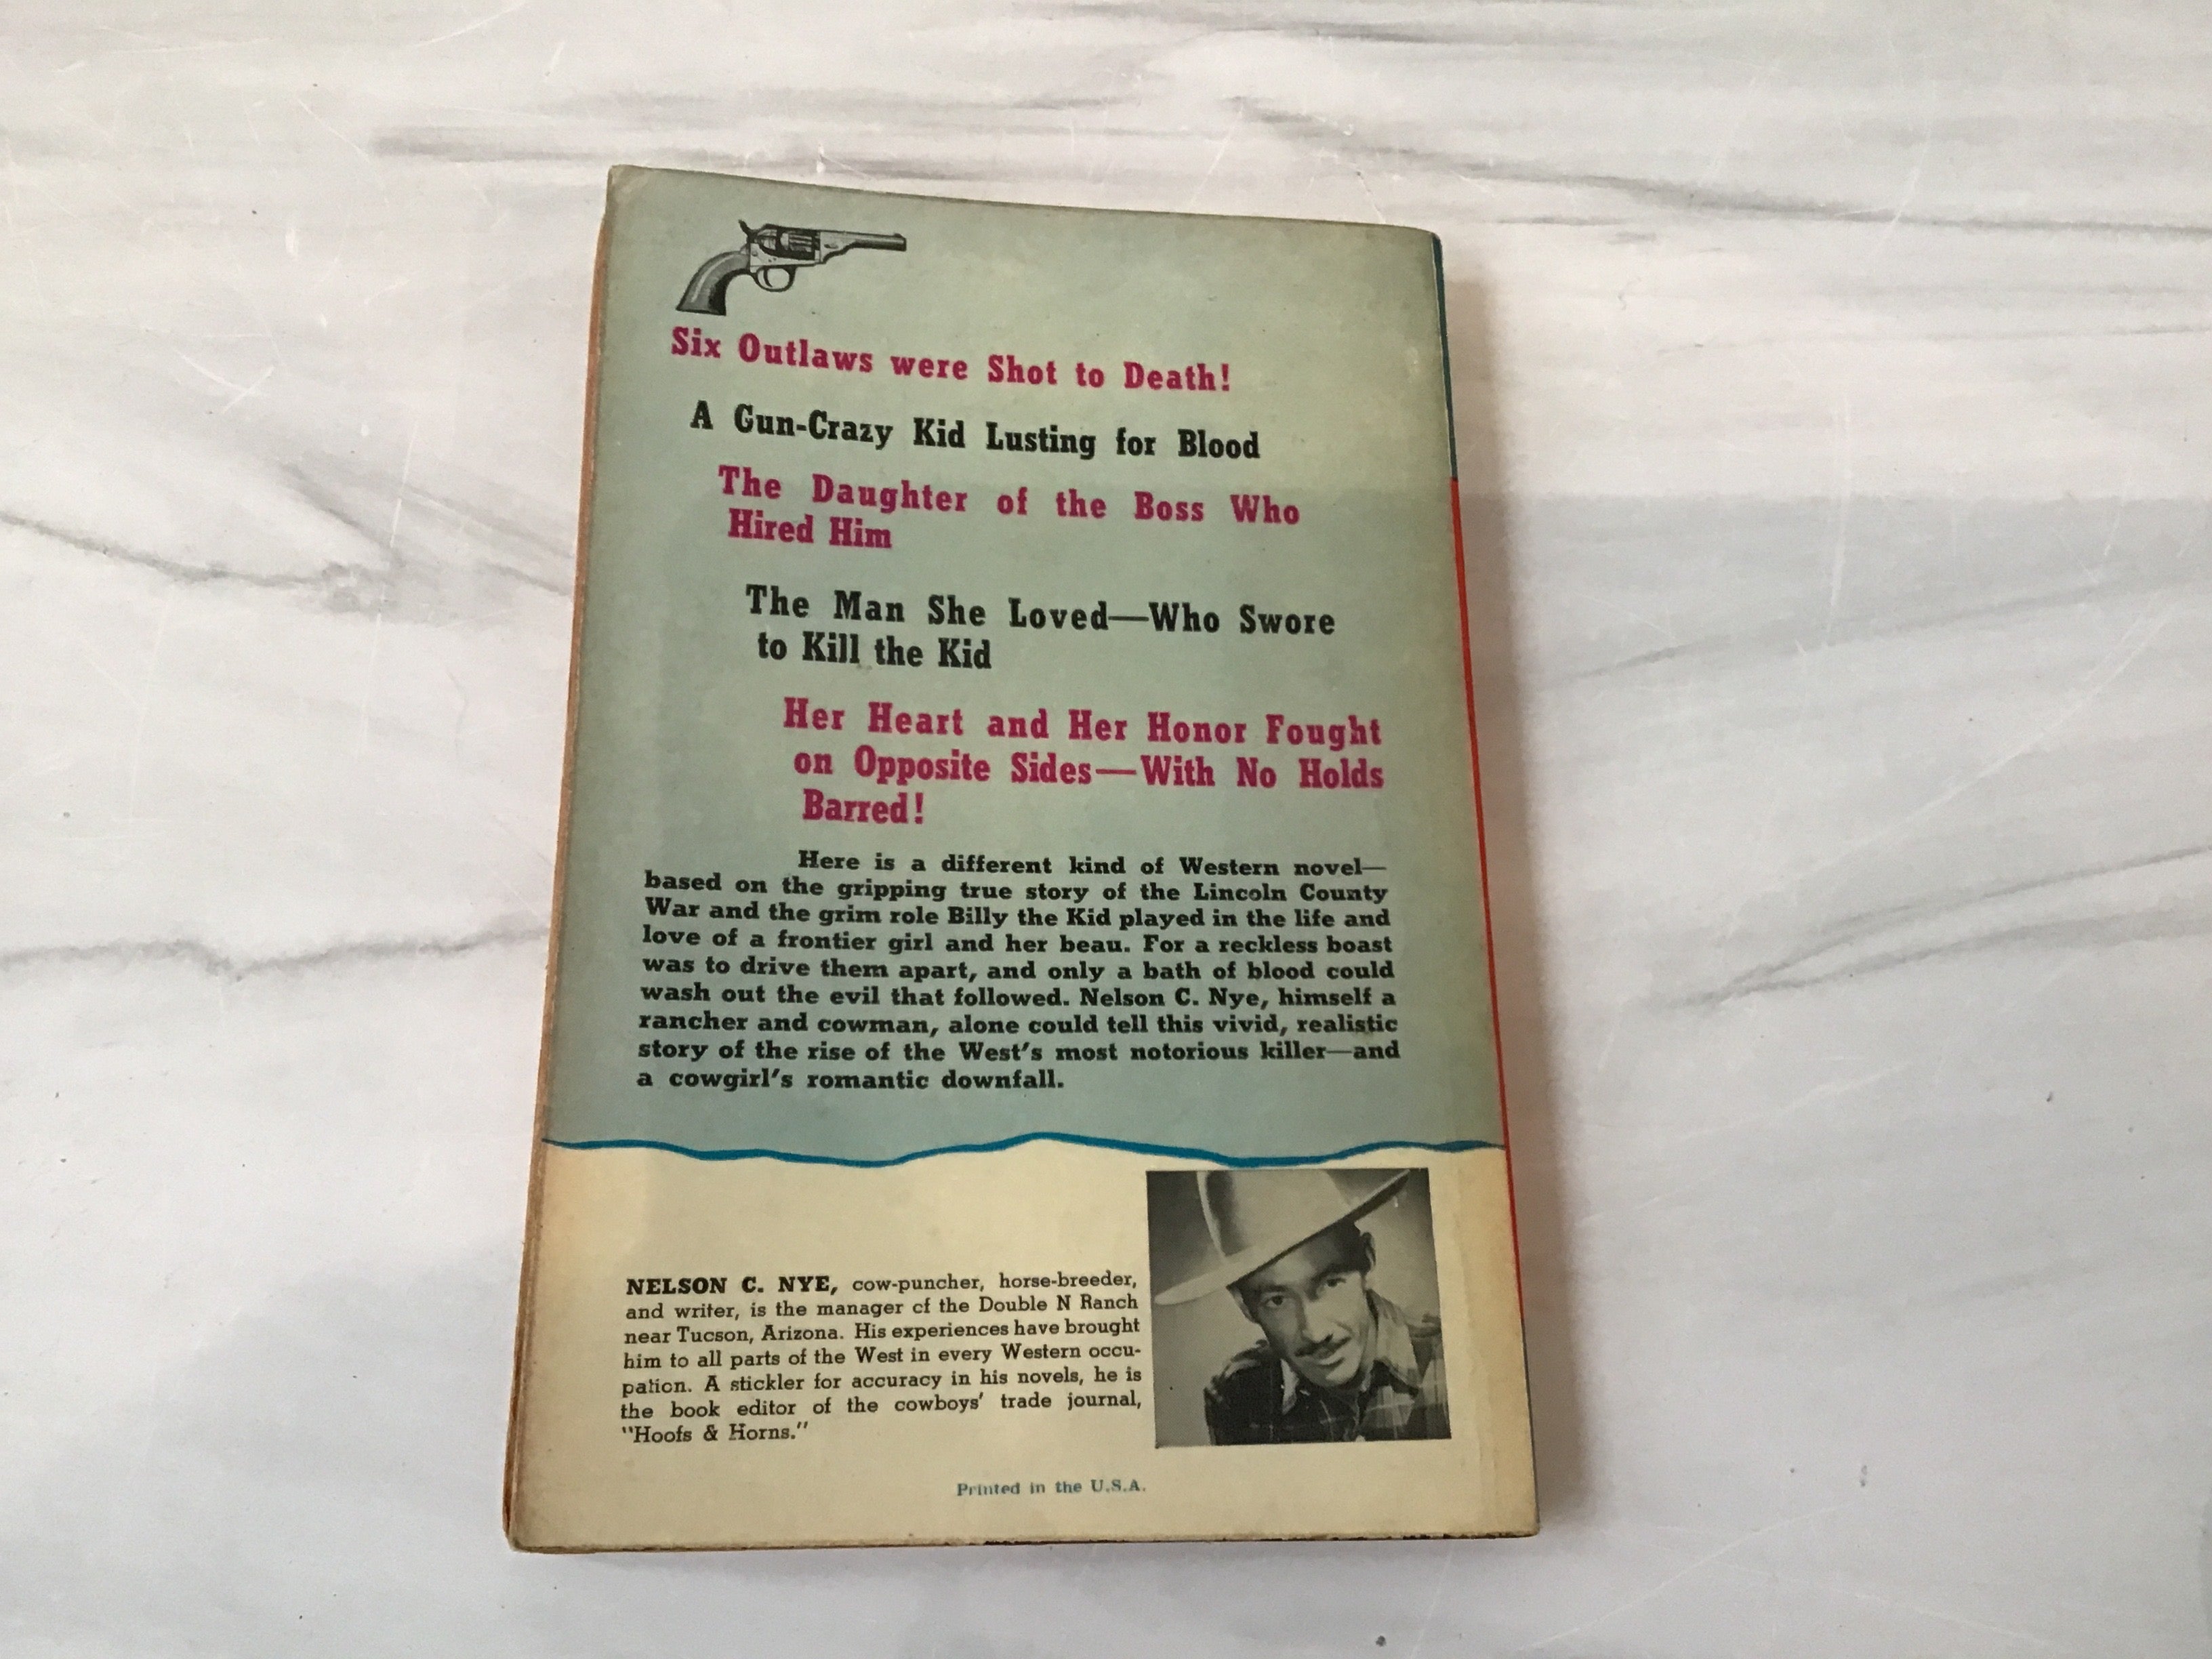 Six Outlaws were Shot to Death!
A Gun-Crazy Kid Lusting for Blood
The Daughter of the Boss Who
Hired Him
The Man She Loved—Who Swore
to Kill the Kid
Her Heart and Her Honor Fought
on Opposite Sides—With No Holds
Barred!
Here is a different kind of Western novel—
based on the gripping true story of the Lincoln County
War and the grim role Billy the Kid played in the life and
love of a frontier girl and her beau. For a reckless boast
was to drive them apart, and only a bath of blood could
wash out the evil that followed. Nelson C. Nye, himself a
rancher and cowman, alone could tell this vivid, realistic
story of the rise of the West's most notorious killer—and
a cowgirl's romantic downfall.
NELSON C. NYE, cow-puncher, horse-breeder,
and writer, is the manager cf the Double N Ranch
near Tucson, Arizona. His experiences have brought
him to all parts of the West in every Western occu-
pation. A stickler for accuracy in his novels, he is
the book editor of the cowboys' trade journal,
"Hoofs & Horns."
Printed in the U.S.A.